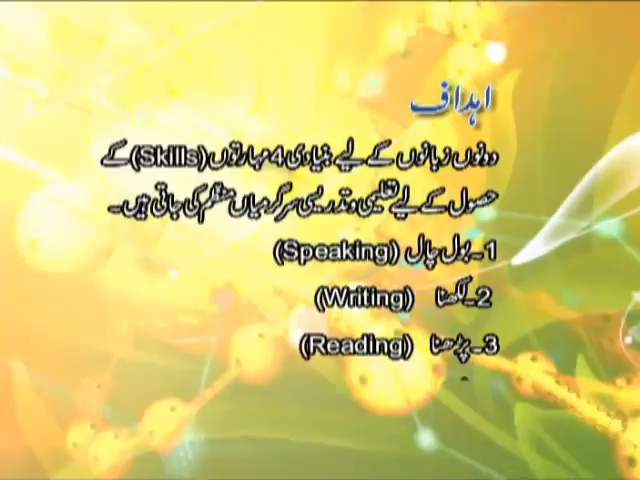 اہداف
دونوں زبانوں کے لیے بنیادی 4 مہارتوں (Skills) کے
حصول کے لیے تعلیمی و تدریسی سرگرمیاں منظم کی جاتی ہیں۔
1۔ بول چال (Speaking)
2۔ لکھنا (Writing)
3۔ پڑھنا (Reading)